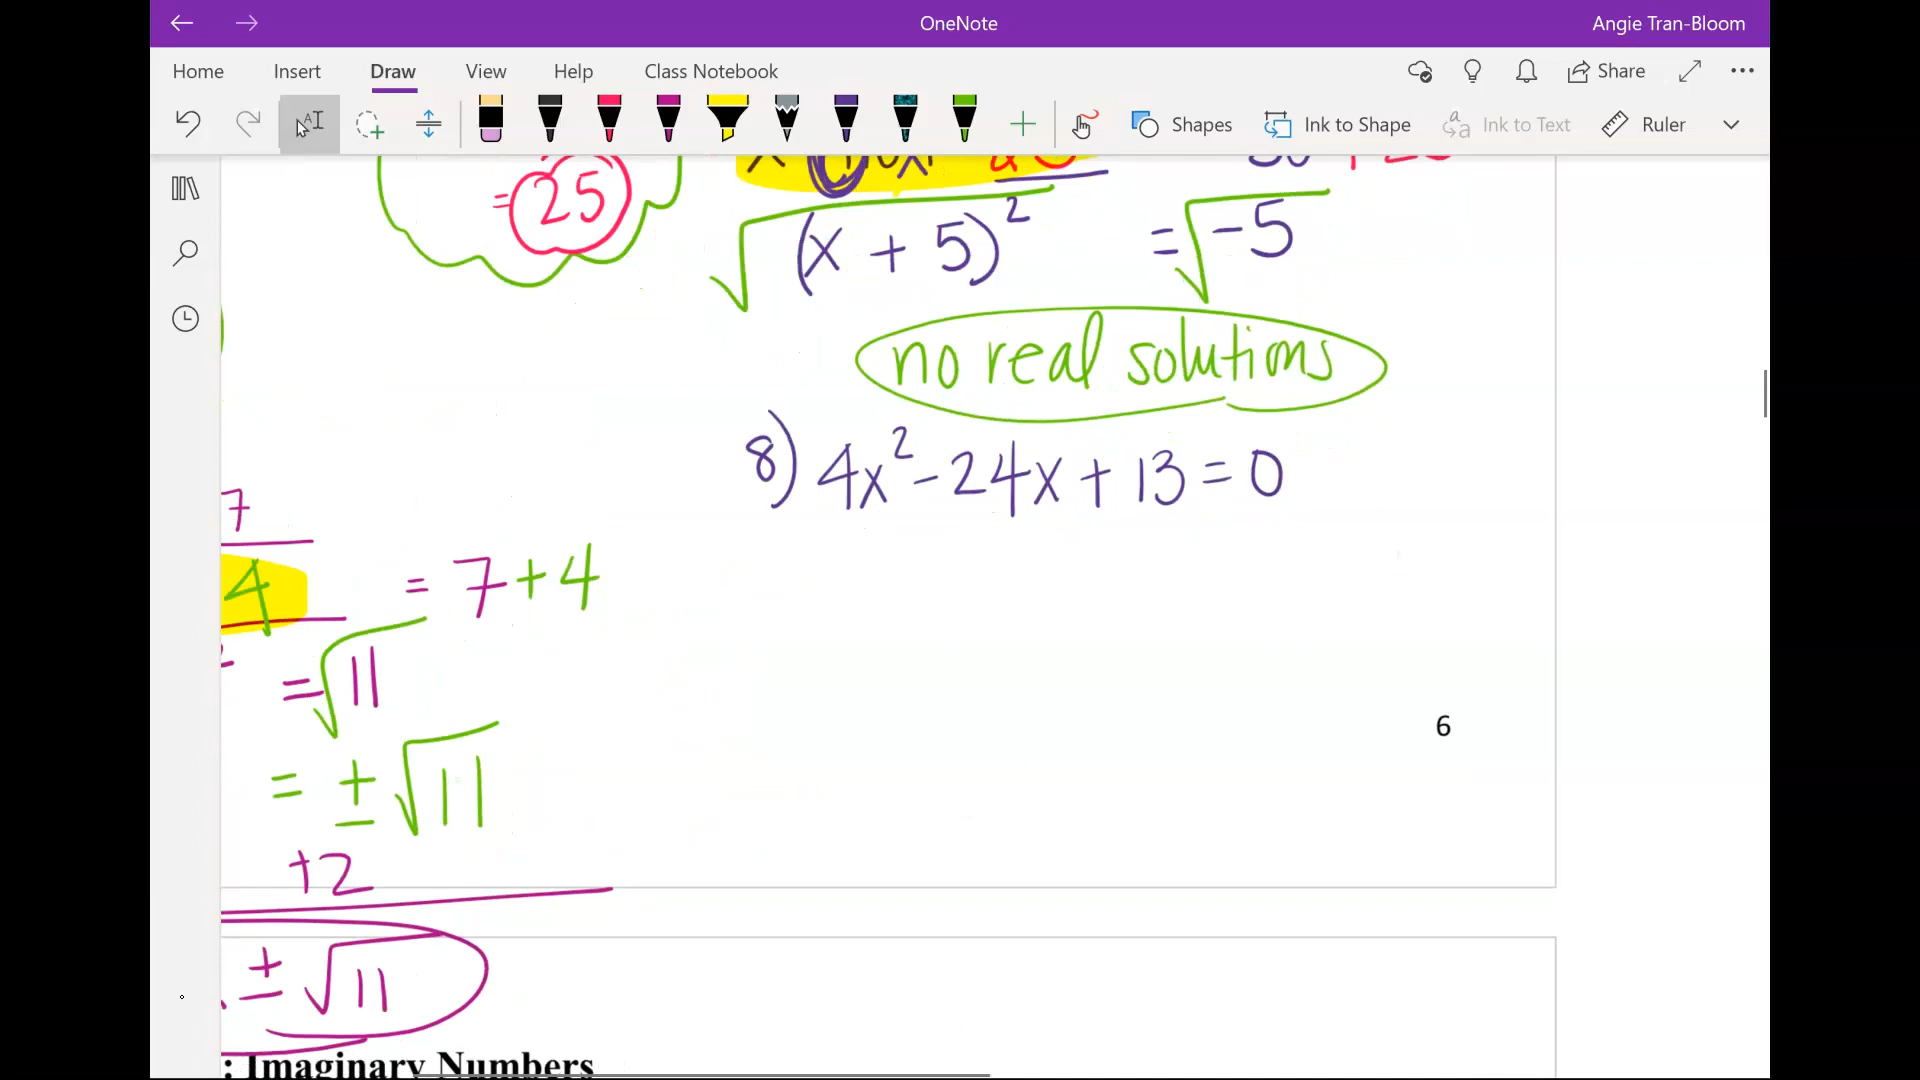 OneNote
Angie Tran-Bloom
Home Insert Draw View Help Class Notebook Share
Shapes Ink to Shape Ink to Text Ruler
= 25
√(x + 5)² = √-5
no real solutions
8) 4x² - 24x + 13 = 0
7
4 = 7 + 4
= √11
= ± √11
+2
± √11
6
: Imaginary Numbers